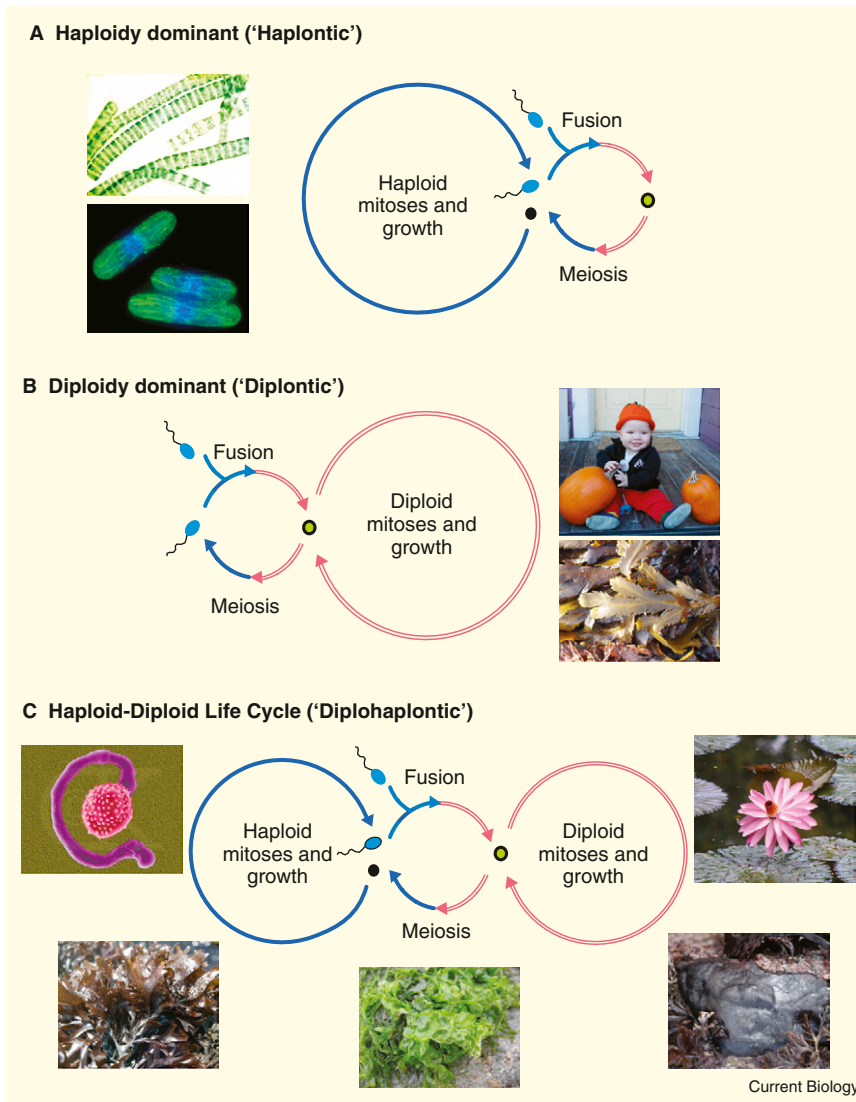 A Haploidy dominant (‘Haplontic’)
Fusion
Haploid
mitoses and
growth
Meiosis
B Diploidy dominant (‘Diplontic’)
Fusion
Diploid
mitoses and
growth
Meiosis
C Haploid-Diploid Life Cycle (‘Diplohaplontic’)
Fusion
Haploid
mitoses and
growth
Diploid
mitoses and
growth
Meiosis
Current Biology